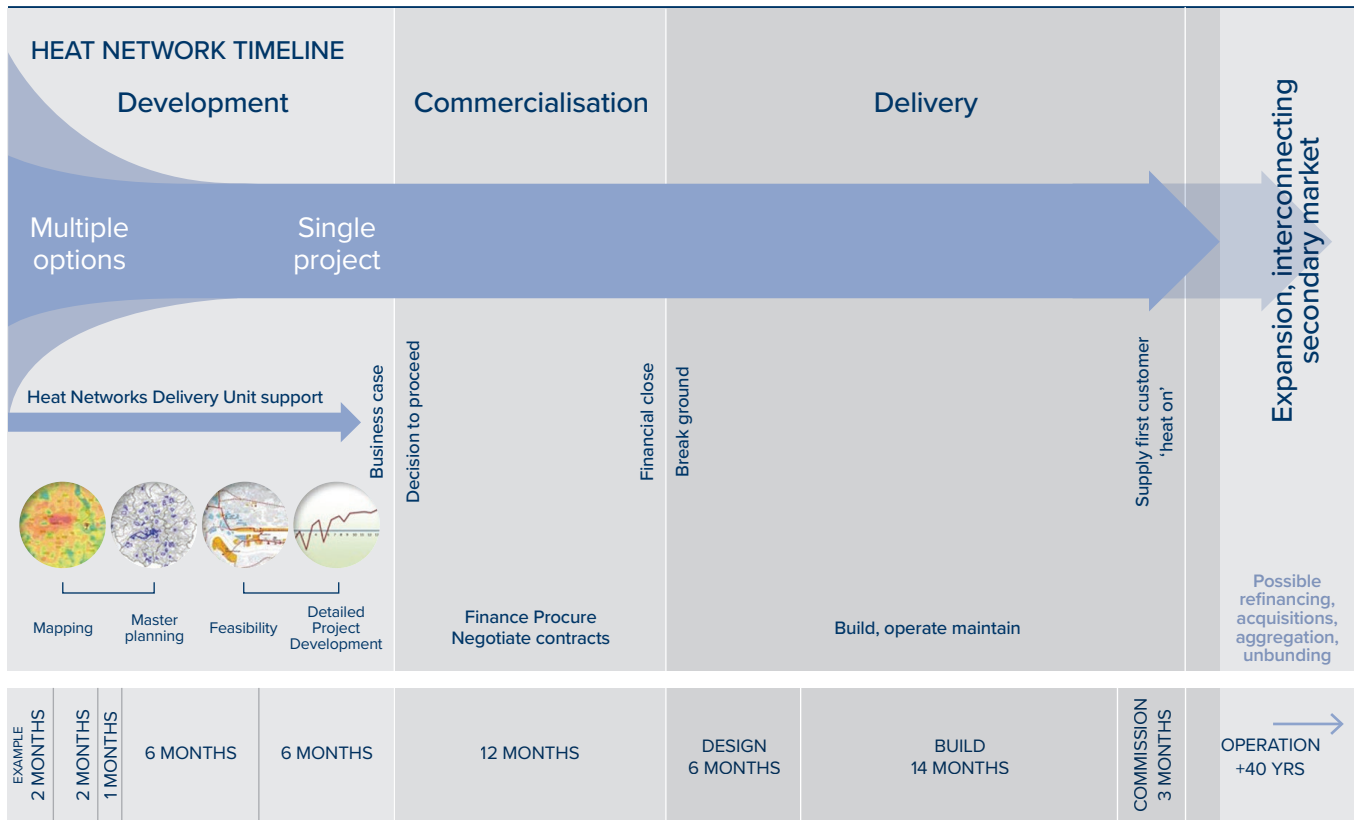 HEAT NETWORK TIMELINE
Development
Commercialisation
Delivery
Expansion, interconnecting
secondary market
Multiple
options
Single
project
Heat Networks Delivery Unit support
Business case
Decision to proceed
Financial close
Break ground
Supply first customer
‘heat on’
Mapping
Master
planning
Feasibility
Detailed
Project
Development
Finance Procure
Negotiate contracts
Build, operate maintain
Possible
refinancing,
acquisitions,
aggregation,
unbunding
EXAMPLE
2 MONTHS
2 MONTHS
1 MONTHS
6 MONTHS
6 MONTHS
12 MONTHS
DESIGN
6 MONTHS
BUILD
14 MONTHS
COMMISSION
3 MONTHS
OPERATION
+40 YRS